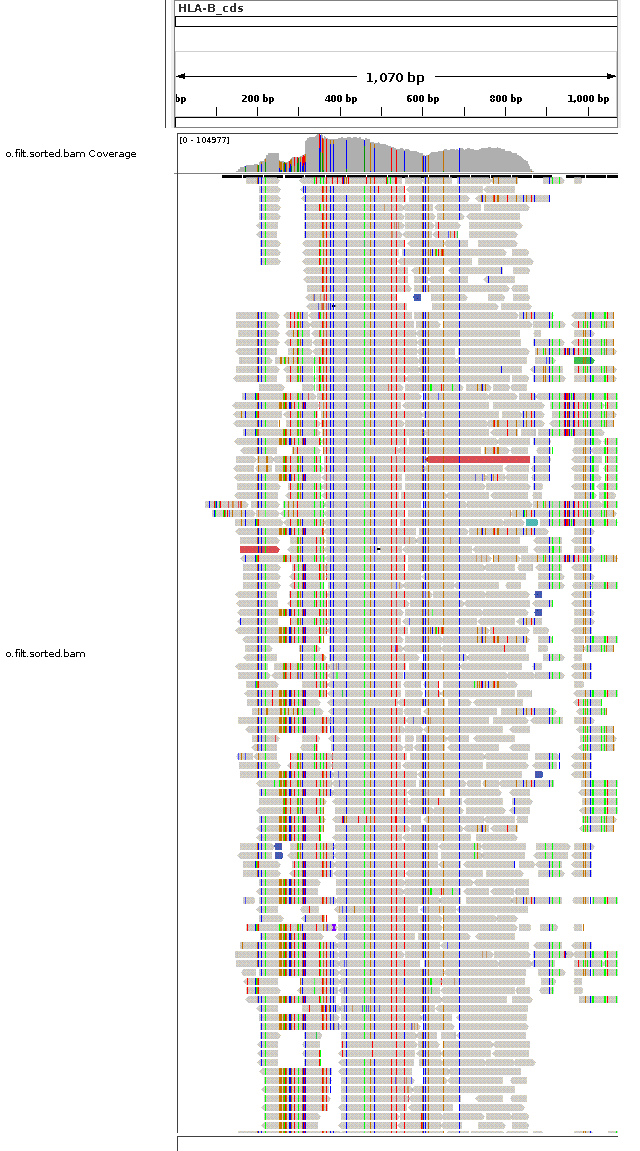 HLA-B_cds
1,070 bp
bp 200 bp 400 bp 600 bp 800 bp 1,000 bp
[0 - 104977]
o.filt.sorted.bam Coverage
o.filt.sorted.bam